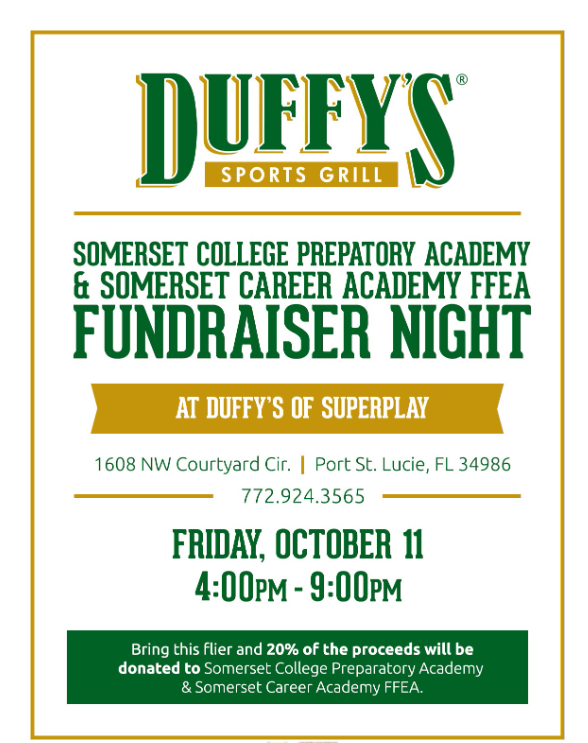 DUFFY'S®
SPORTS GRILL
SOMERSET COLLEGE PREPATORY ACADEMY
& SOMERSET CAREER ACADEMY FFEA
FUNDRAISER NIGHT
AT DUFFY'S OF SUPERPLAY
1608 NW Courtyard Cir. | Port St. Lucie, FL 34986
772.924.3565
FRIDAY, OCTOBER 11
4:00PM - 9:00PM
Bring this flier and 20% of the proceeds will be
donated to Somerset College Preparatory Academy
& Somerset Career Academy FFEA.